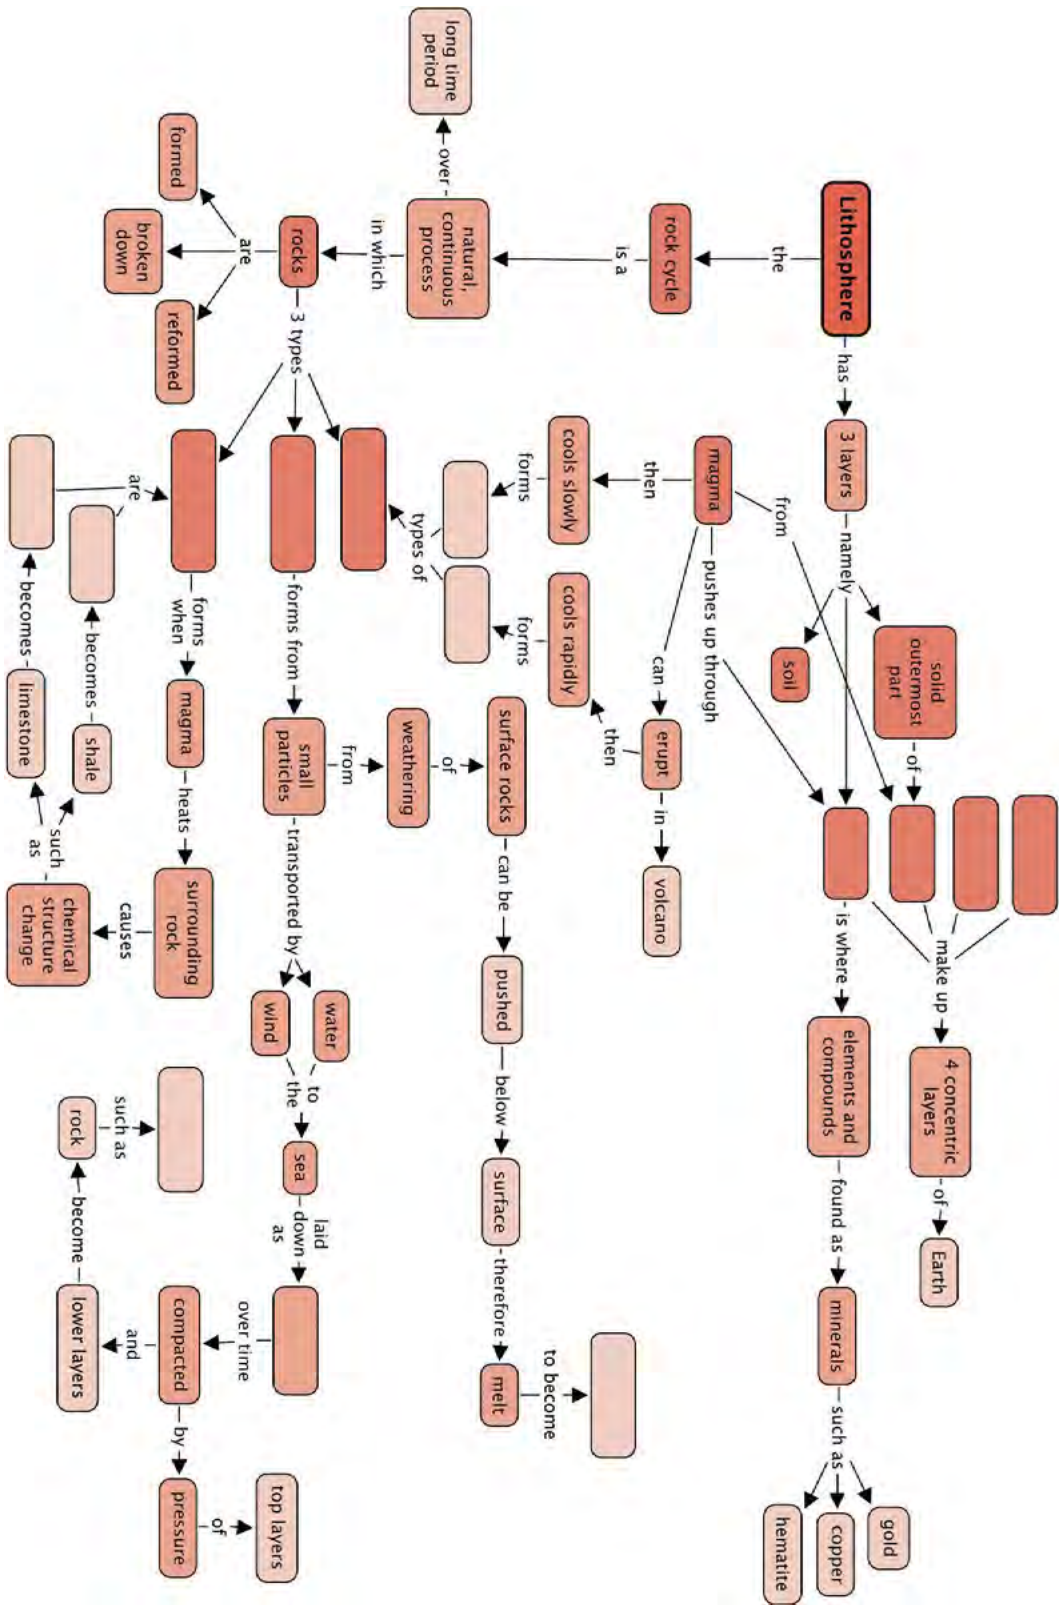 Lithosphere
has
3 layers
namely
solid
outermost
part
of
soil
make up
4 concentric
layers
of
Earth
is where
elements and
compounds
found as
minerals
such as
gold
copper
hematite
the
rock cycle
is a
natural,
continuous
process
over
long time
period
in which
rocks
are
formed
broken
down
reformed
3 types
magma
from
pushes up through
can
erupt
in
volcano
then
cools slowly
forms
then
cools rapidly
forms
types of
surface rocks
can be
pushed
below
surface
therefore
melt
to become
of
weathering
from
forms from
small
particles
transported by
water
wind
to
the
sea
laid
down
as
over time
compacted
by
pressure
of
top layers
and
lower layers
become
rock
such as
forms
when
magma
heats
surrounding
rock
causes
chemical
structure
change
such
as
shale
limestone
becomes
becomes
are